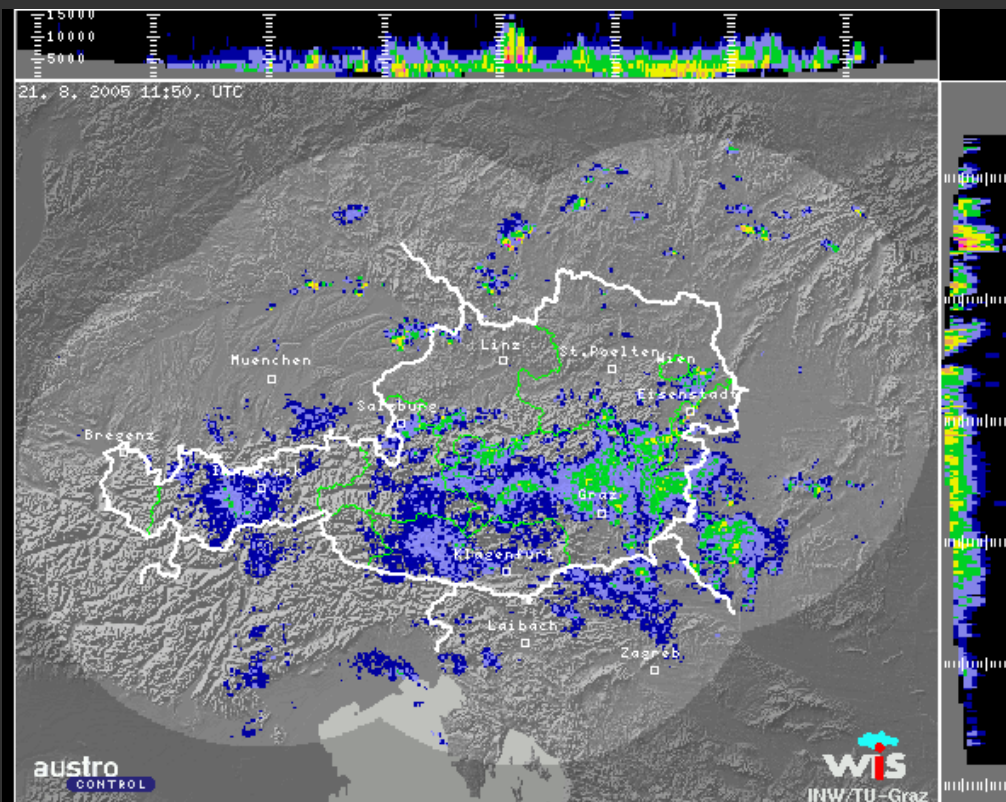 15000
10000
5000
21. 8. 2005 11:50, UTC
Linz
St.Poelten
Wien
Muenchen
Eisenstadt
Salzburg
Bregenz
Innsbruck
Graz
Klagenfurt
Laibach
Zagreb
austro
CONTROL
wis
INW/TU-Graz